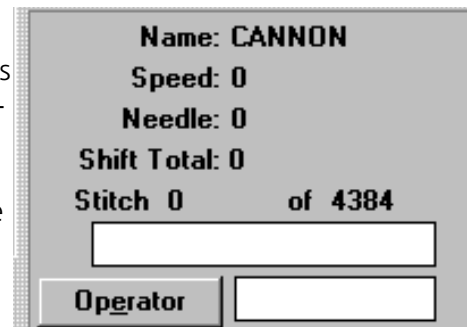 Name: CANNON
Speed: 0
Needle: 0
Shift Total: 0
Stitch 0 of 4384
Operator